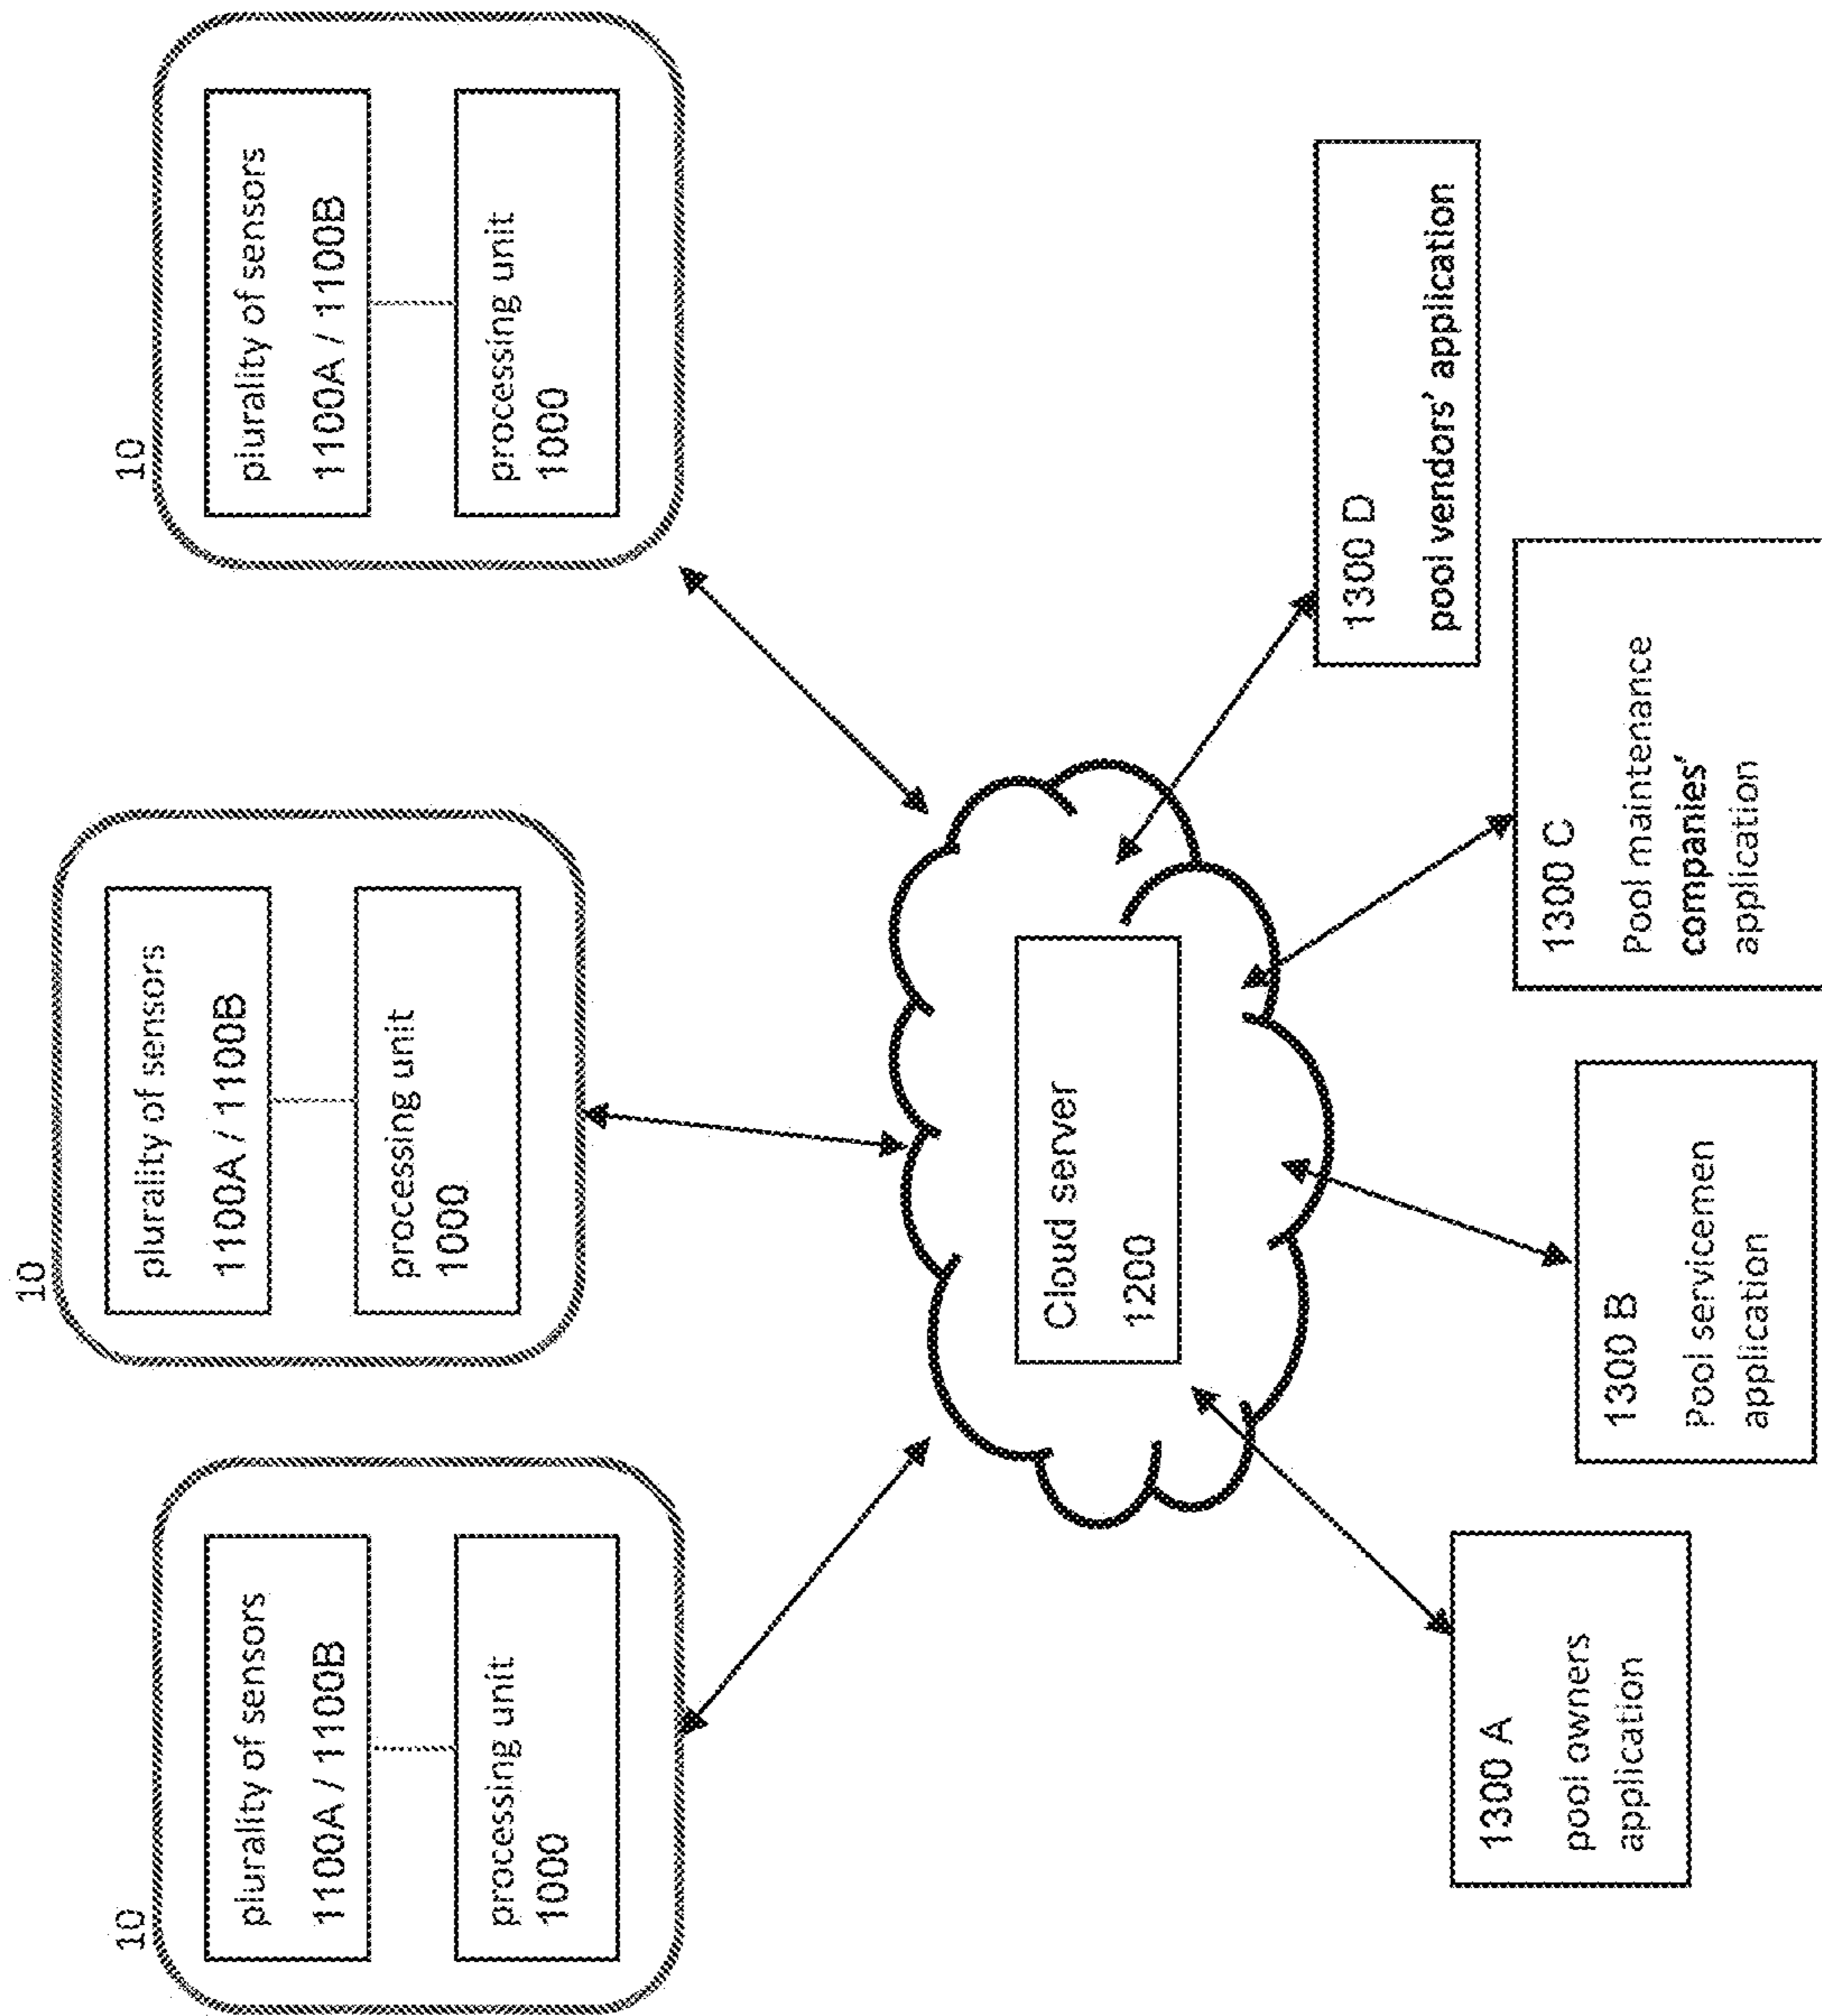 10
plurality of sensors
1100A / 1100B
processing unit
1000
10
plurality of sensors
1100A / 1100B
processing unit
1000
10
plurality of sensors
1100A / 1100B
processing unit
1000
Cloud server
1200
1300 A
pool owners
application
1300 B
Pool servicemen
application
1300 C
Pool maintenance
companies’
application
1300 D
pool vendors’ application